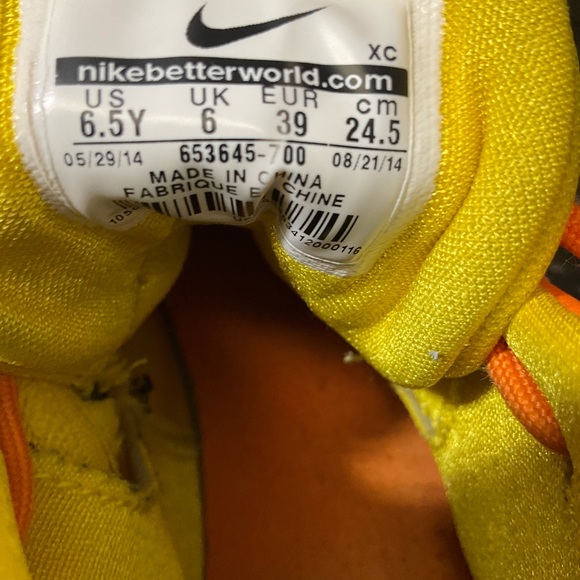 XC
nikebetterworld.com
US UK EUR cm
6.5Y 6 39 24.5
05/29/14 653645-700 08/21/14
MADE IN CHINA
FABRIQUE EN CHINE